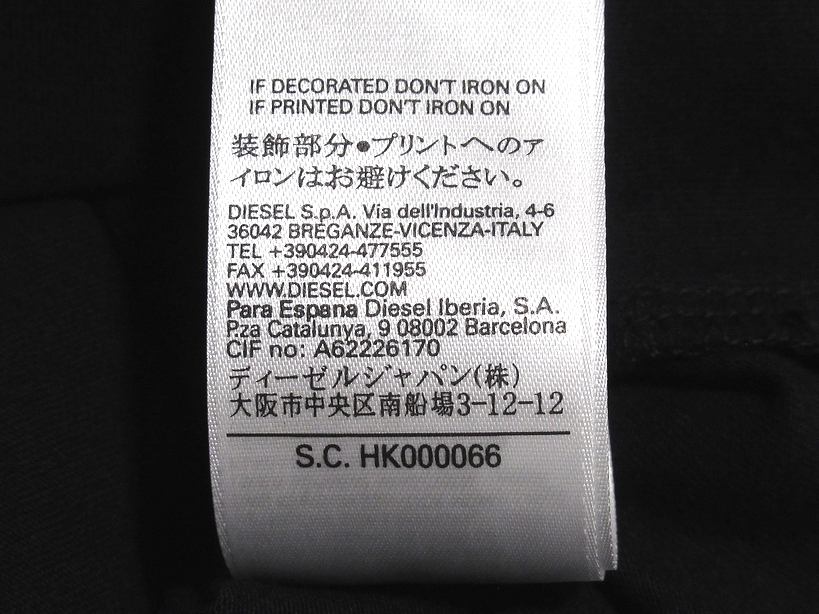 IF DECORATED DON'T IRON ON
IF PRINTED DON'T IRON ON
装飾部分●プリントへのア
イロンはお避けください。
DIESEL S.p.A. Via dell'Industria, 4-6
36042 BREGANZE-VICENZA-ITALY
TEL +390424-477555
FAX +390424-411955
WWW.DIESEL.COM
Para Espana Diesel Iberia, S.A.
P.za Catalunya, 9 08002 Barcelona
CIF no: A62226170
ディーゼルジャパン(株)
大阪市中央区南船場3-12-12
S.C. HK000066